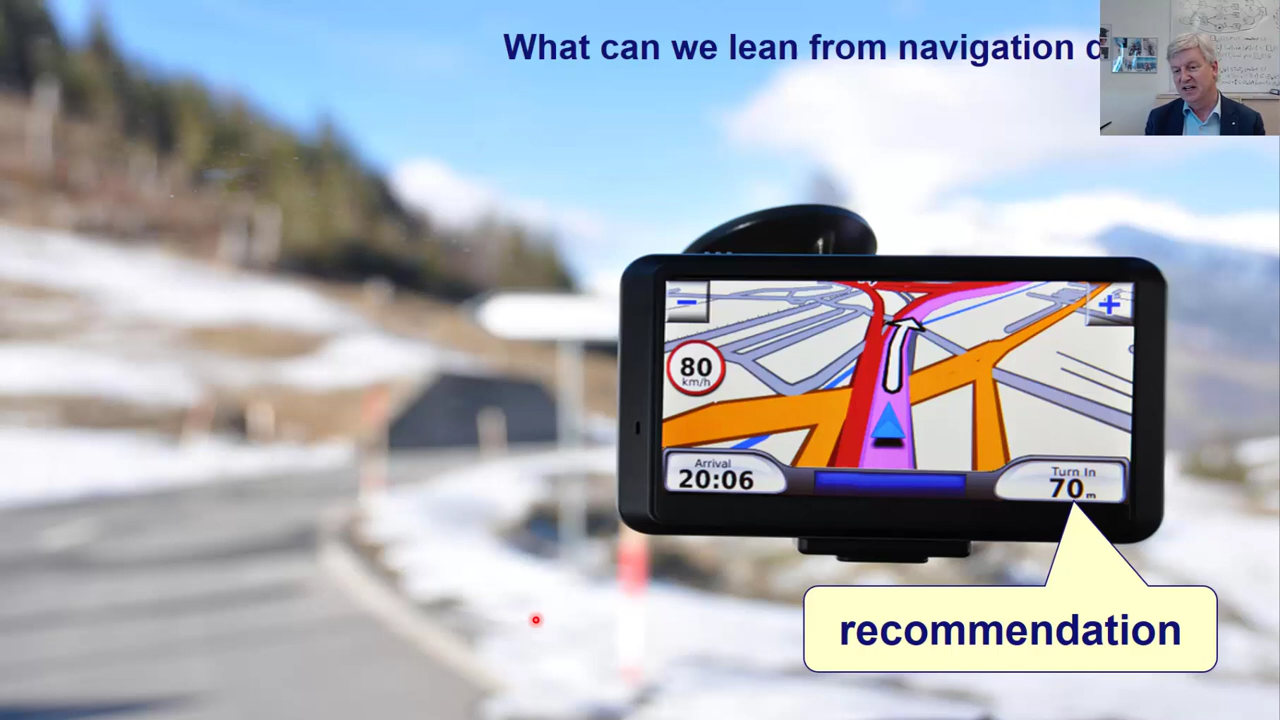 What can we lean from navigation
80
km/h
Arrival
20:06
Turn In
70 m
recommendation